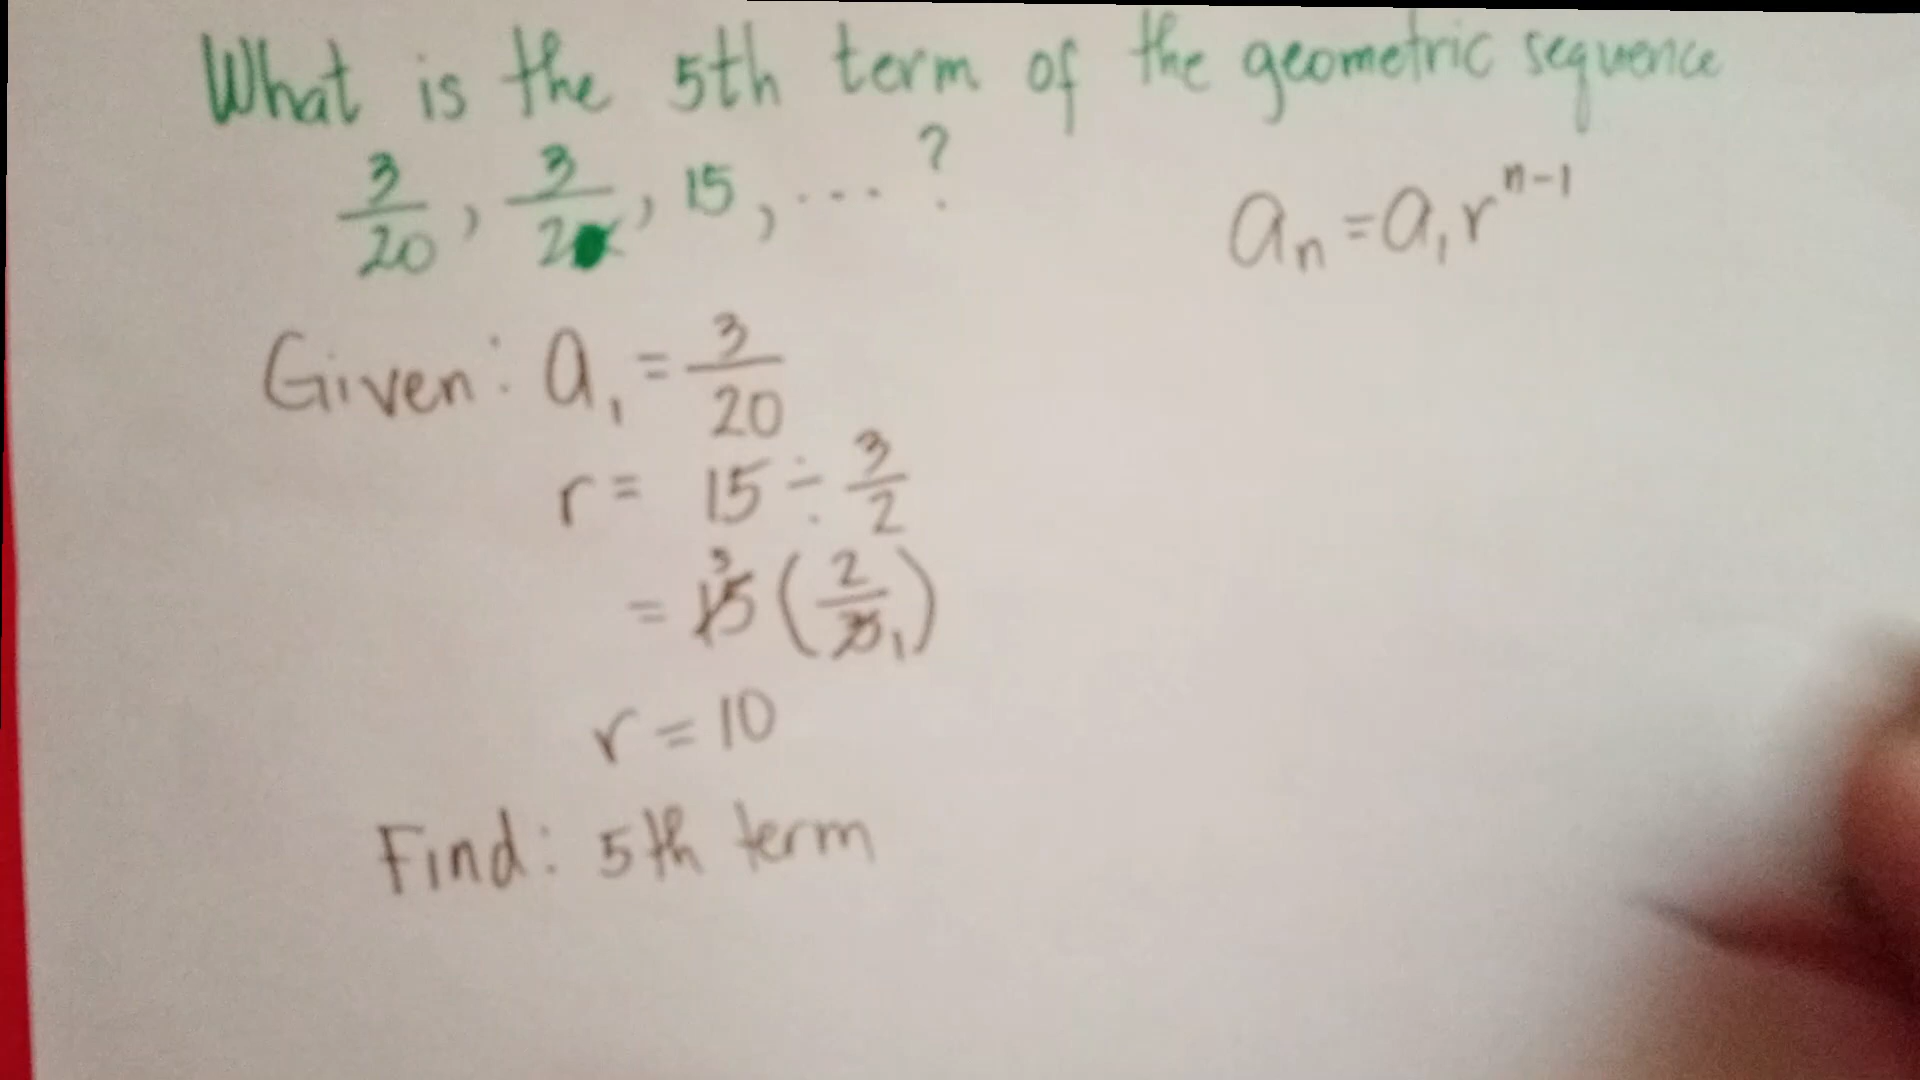 What is the 5th term of the geometric sequence
3/20, 3/2, 15, ... ?
aₙ = a₁rⁿ⁻¹
Given: a₁ = 3/20
r = 15 ÷ 3/2
= 15 (2/3)
r = 10
Find: 5th term